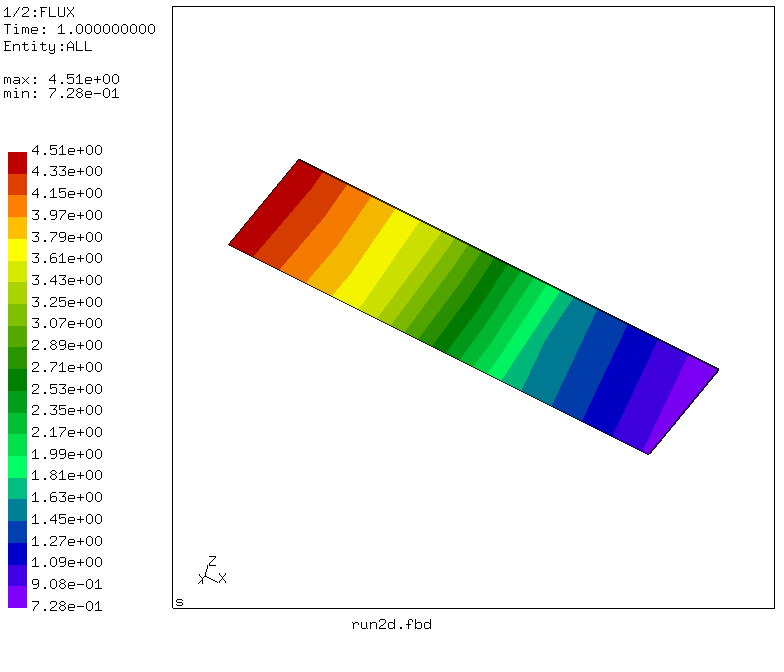 1/2:FLUX
Time: 1.000000000
Entity:ALL
max: 4.51e+00
min: 7.28e-01
4.51e+00
4.33e+00
4.15e+00
3.97e+00
3.79e+00
3.61e+00
3.43e+00
3.25e+00
3.07e+00
2.89e+00
2.71e+00
2.53e+00
2.35e+00
2.17e+00
1.99e+00
1.81e+00
1.63e+00
1.45e+00
1.27e+00
1.09e+00
9.08e-01
7.28e-01
Z
Y X
s
run2d.fbd